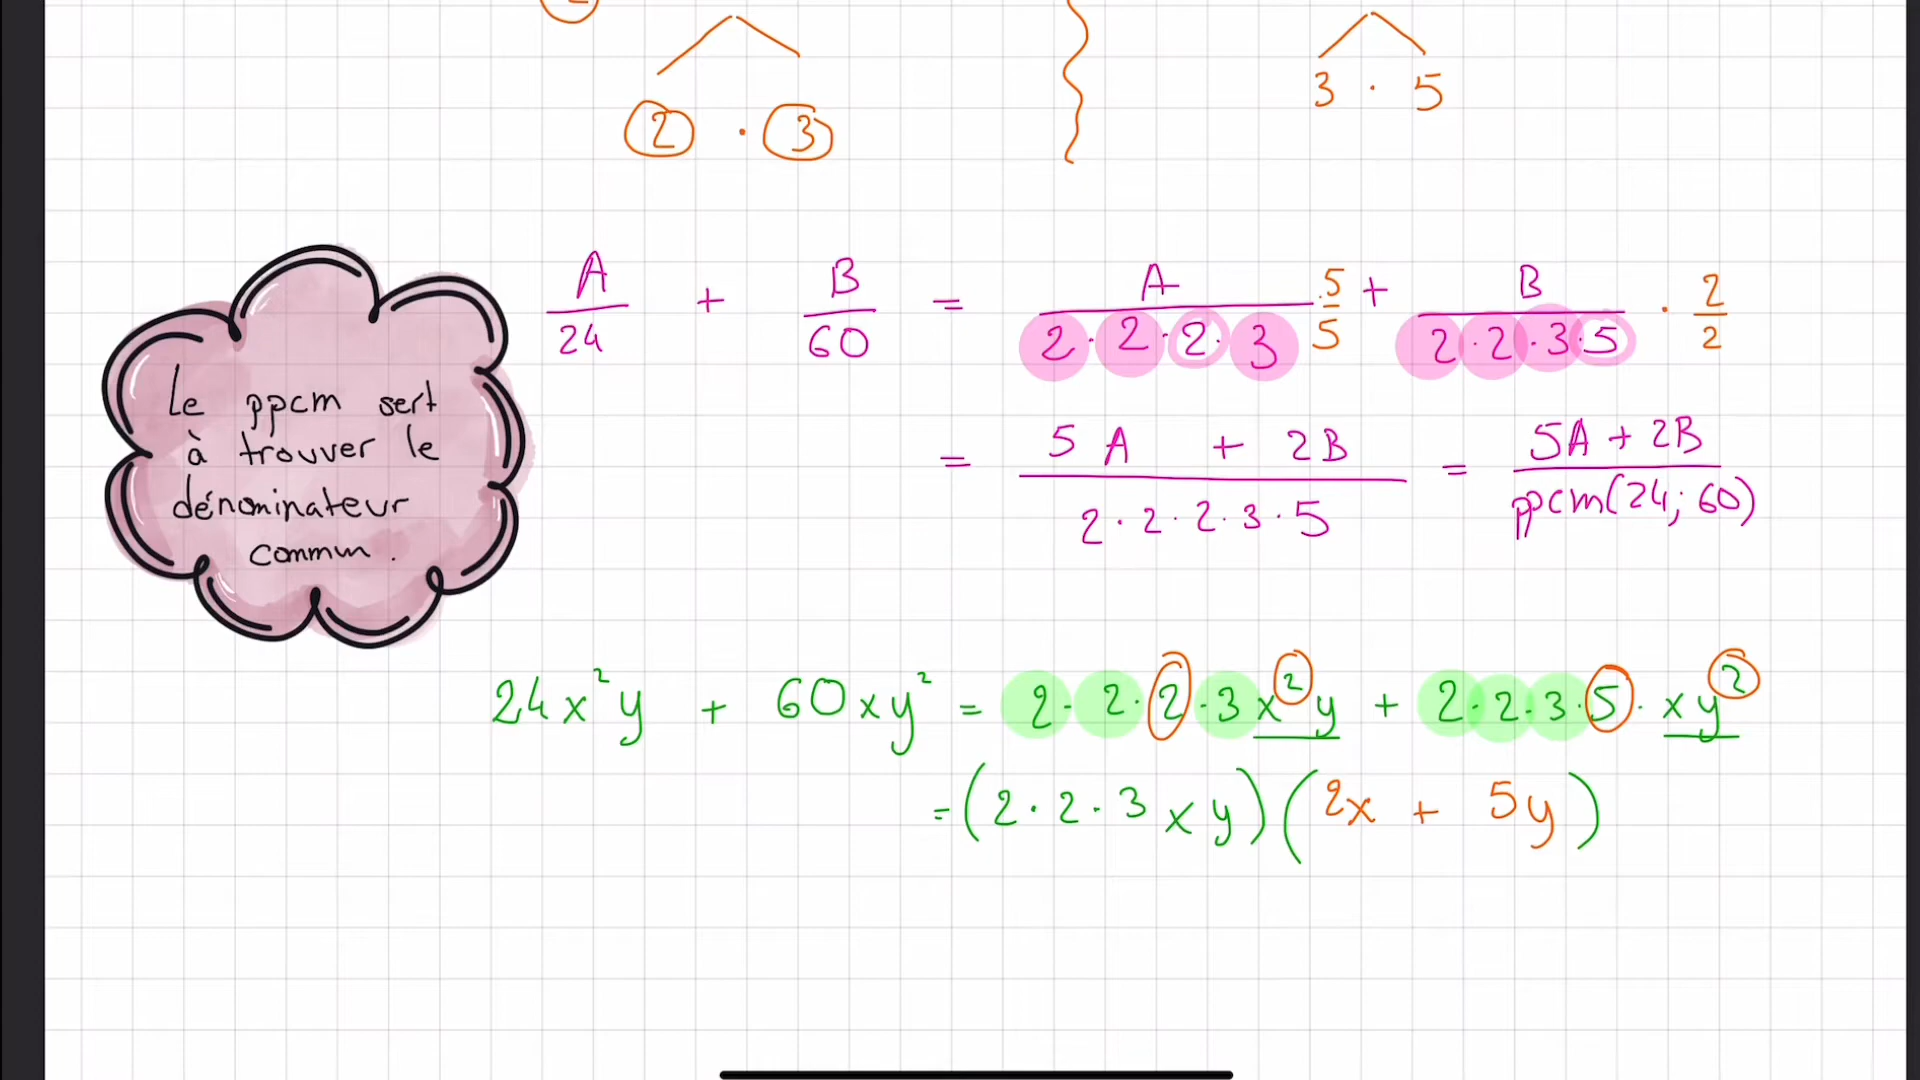 2 · 3
3 · 5
Le ppcm sert
à trouver le
dénominateur
commun.
A/24 + B/60 = A/(2·2·2·3) · 5/5 + B/(2·2·3·5) · 2/2
= (5A + 2B)/(2·2·2·3·5) = (5A + 2B)/ppcm(24; 60)
24x²y + 60xy² = 2·2·2·3x²y + 2·2·3·5·xy²
= (2·2·3xy)(2x + 5y)